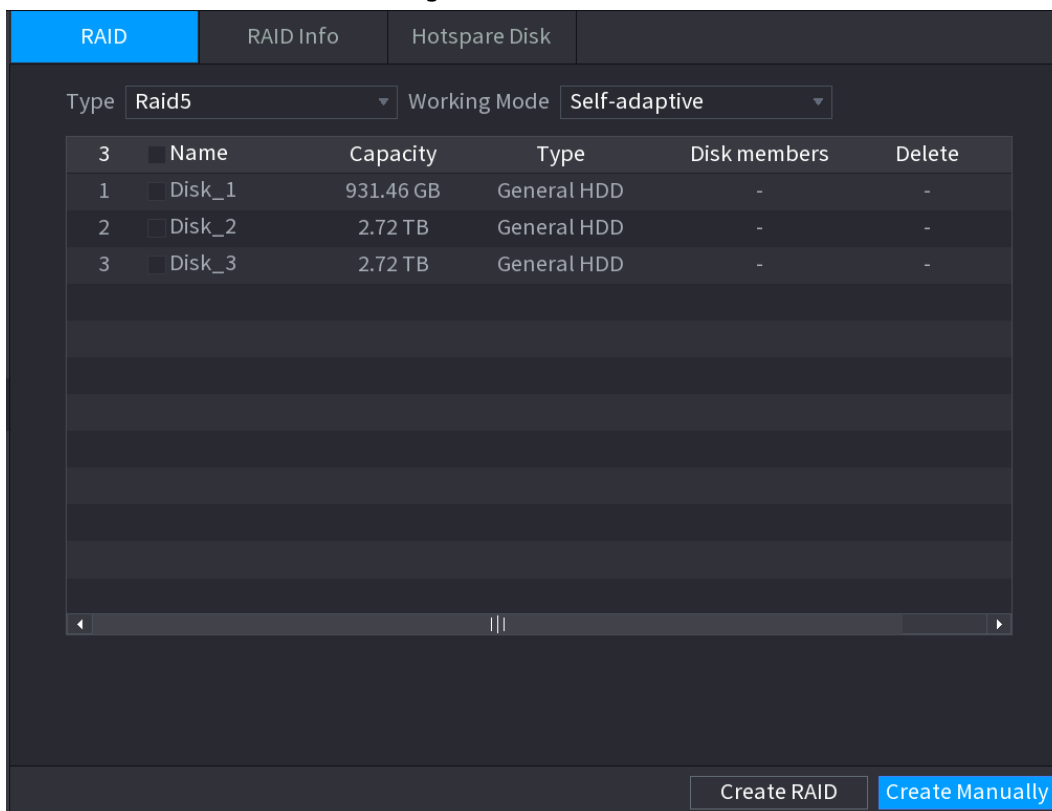 RAID RAID Info Hotspare Disk
Type Raid5 Working Mode Self-adaptive
3 Name Capacity Type Disk members Delete
1 Disk_1 931.46 GB General HDD - -
2 Disk_2 2.72 TB General HDD - -
3 Disk_3 2.72 TB General HDD - -
Create RAID Create Manually